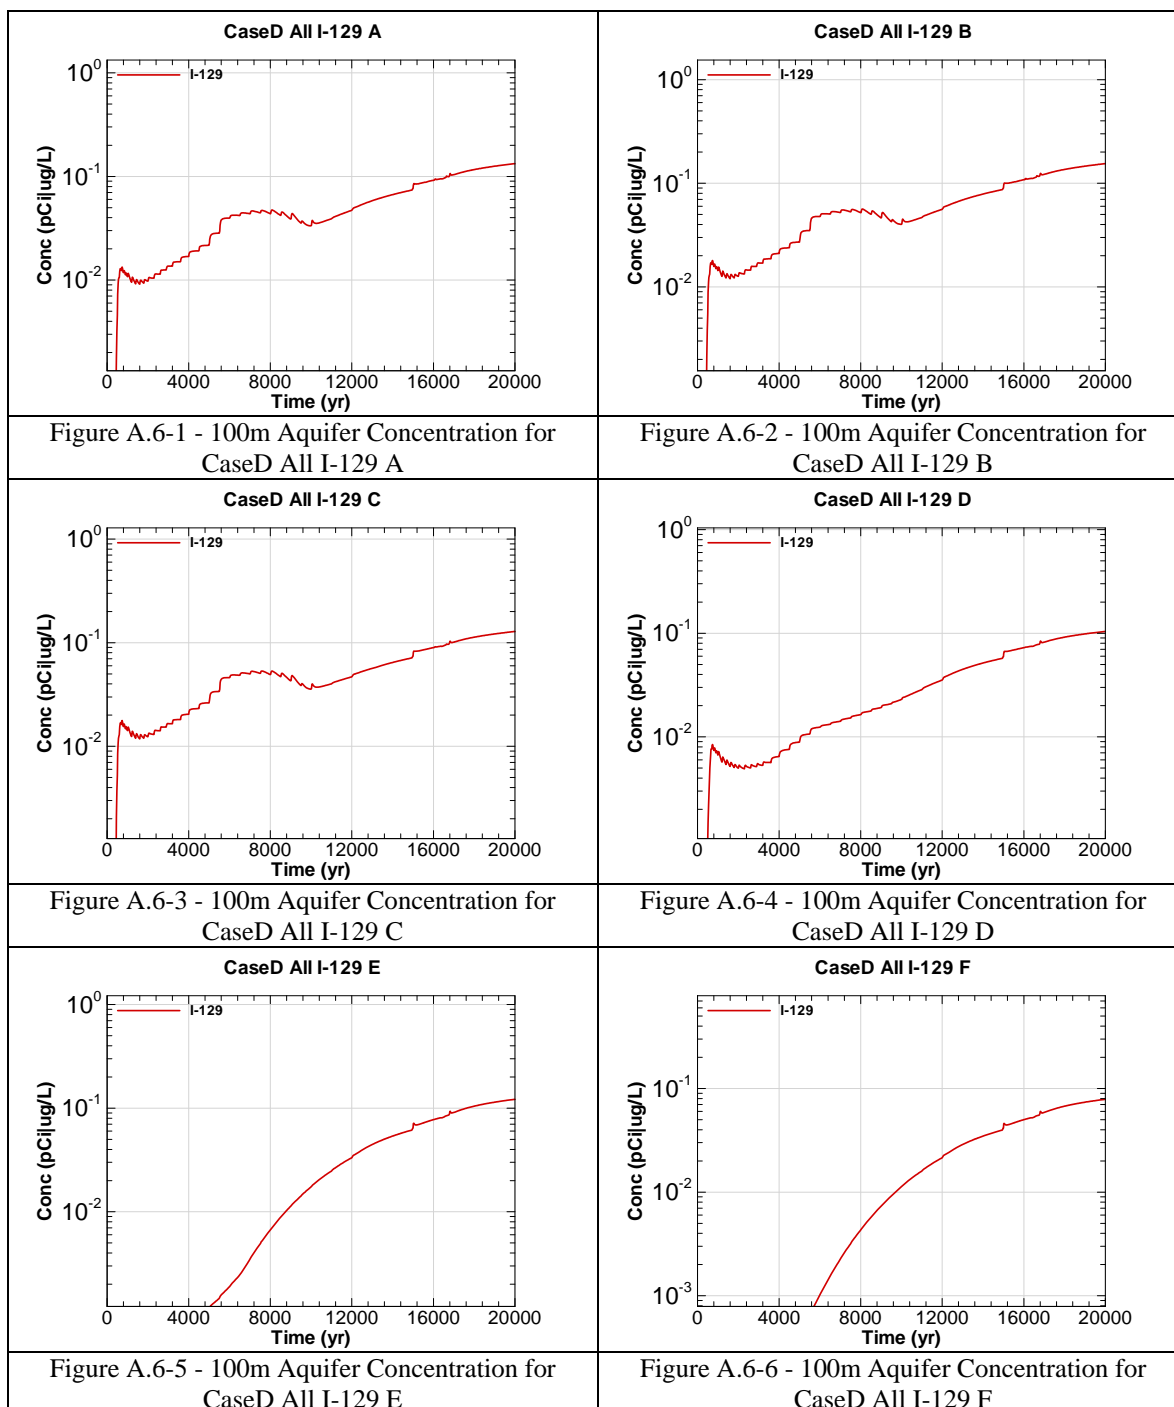 CaseD All I-129 A
Conc (pCi|ug/L)
10^0
10^-1
10^-2
I-129
0 4000 8000 12000 16000 20000
Time (yr)
Figure A.6-1 - 100m Aquifer Concentration for
CaseD All I-129 A
CaseD All I-129 B
Conc (pCi|ug/L)
10^0
10^-1
10^-2
I-129
0 4000 8000 12000 16000 20000
Time (yr)
Figure A.6-2 - 100m Aquifer Concentration for
CaseD All I-129 B
CaseD All I-129 C
Conc (pCi|ug/L)
10^0
10^-1
10^-2
I-129
0 4000 8000 12000 16000 20000
Time (yr)
Figure A.6-3 - 100m Aquifer Concentration for
CaseD All I-129 C
CaseD All I-129 D
Conc (pCi|ug/L)
10^0
10^-1
10^-2
I-129
0 4000 8000 12000 16000 20000
Time (yr)
Figure A.6-4 - 100m Aquifer Concentration for
CaseD All I-129 D
CaseD All I-129 E
Conc (pCi|ug/L)
10^0
10^-1
10^-2
I-129
0 4000 8000 12000 16000 20000
Time (yr)
Figure A.6-5 - 100m Aquifer Concentration for
CaseD All I-129 E
CaseD All I-129 F
Conc (pCi|ug/L)
10^-1
10^-2
10^-3
I-129
0 4000 8000 12000 16000 20000
Time (yr)
Figure A.6-6 - 100m Aquifer Concentration for
CaseD All I-129 F